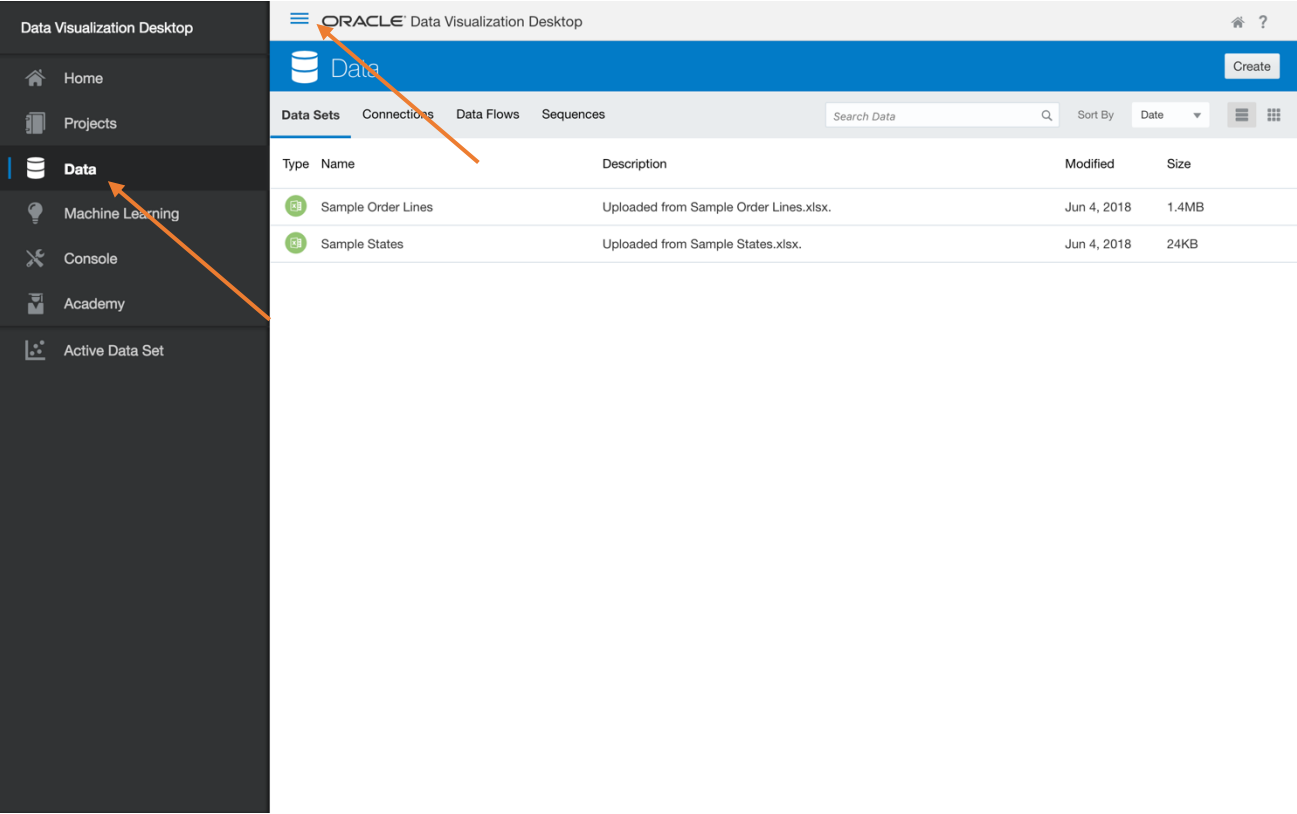 Data Visualization Desktop
Home
Projects
Data
Machine Learning
Console
Academy
Active Data Set
ORACLE Data Visualization Desktop ?
Data Create
Data Sets Connections Data Flows Sequences Search Data Sort By Date
Type Name Description Modified Size
Sample Order Lines Uploaded from Sample Order Lines.xlsx. Jun 4, 2018 1.4MB
Sample States Uploaded from Sample States.xlsx. Jun 4, 2018 24KB